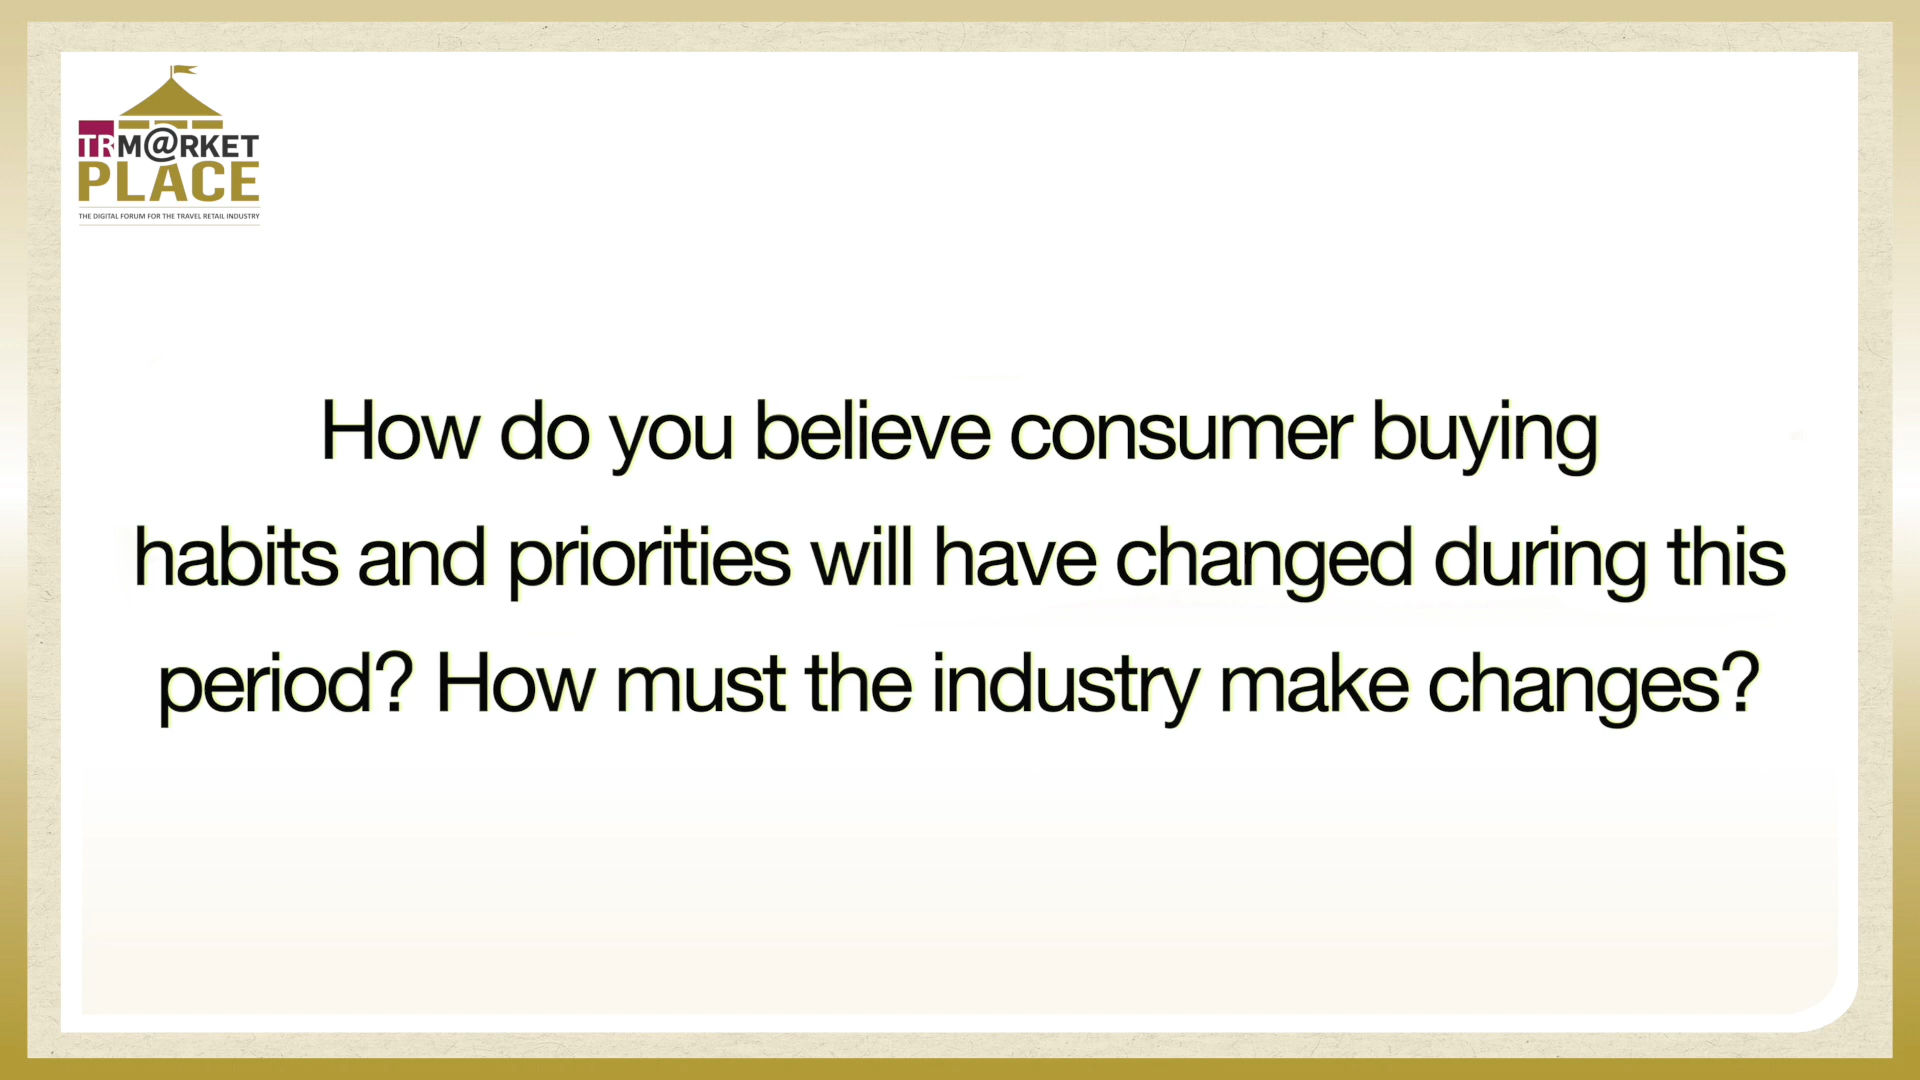 TRM@RKET
PLACE
THE DIGITAL FORUM FOR THE TRAVEL RETAIL INDUSTRY
How do you believe consumer buying
habits and priorities will have changed during this
period? How must the industry make changes?